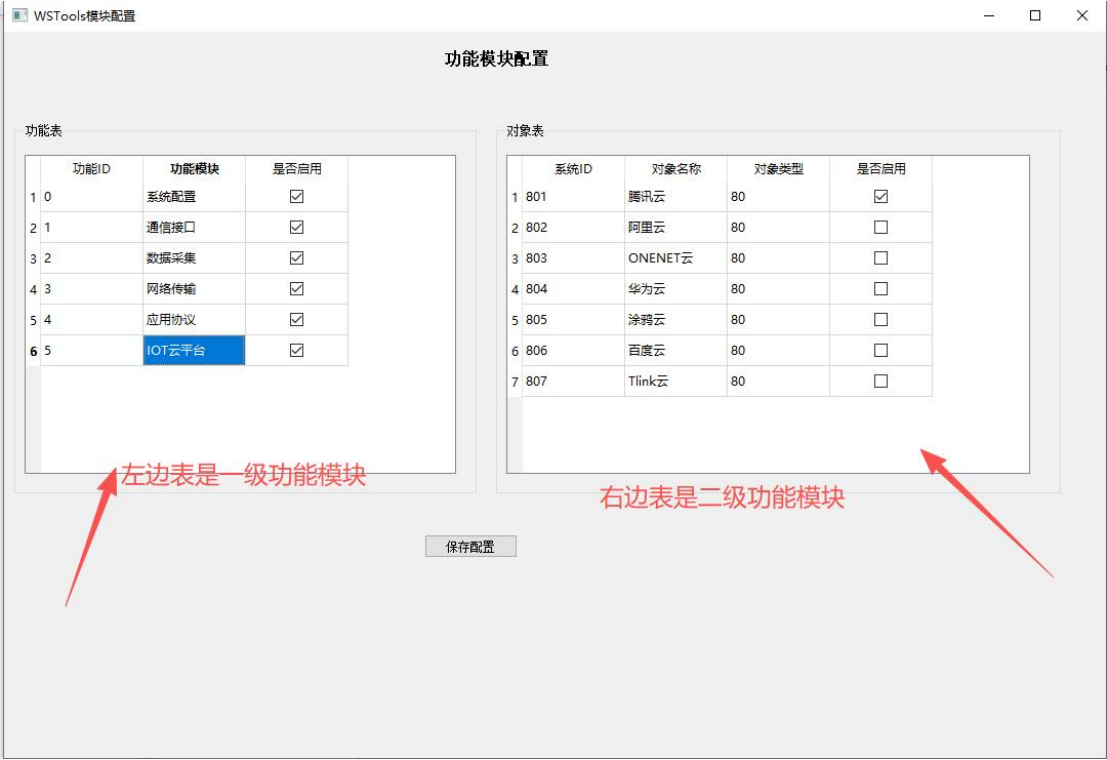 WSTools模块配置
功能模块配置
功能表
功能ID 功能模块 是否启用
1 0 系统配置
2 1 通信接口
3 2 数据采集
4 3 网络传输
5 4 应用协议
6 5 IOT云平台
左边表是一级功能模块
对象表
系统ID 对象名称 对象类型 是否启用
1 801 腾讯云 80
2 802 阿里云 80
3 803 ONENET云 80
4 804 华为云 80
5 805 涂鸦云 80
6 806 百度云 80
7 807 Tlink云 80
右边表是二级功能模块
保存配置